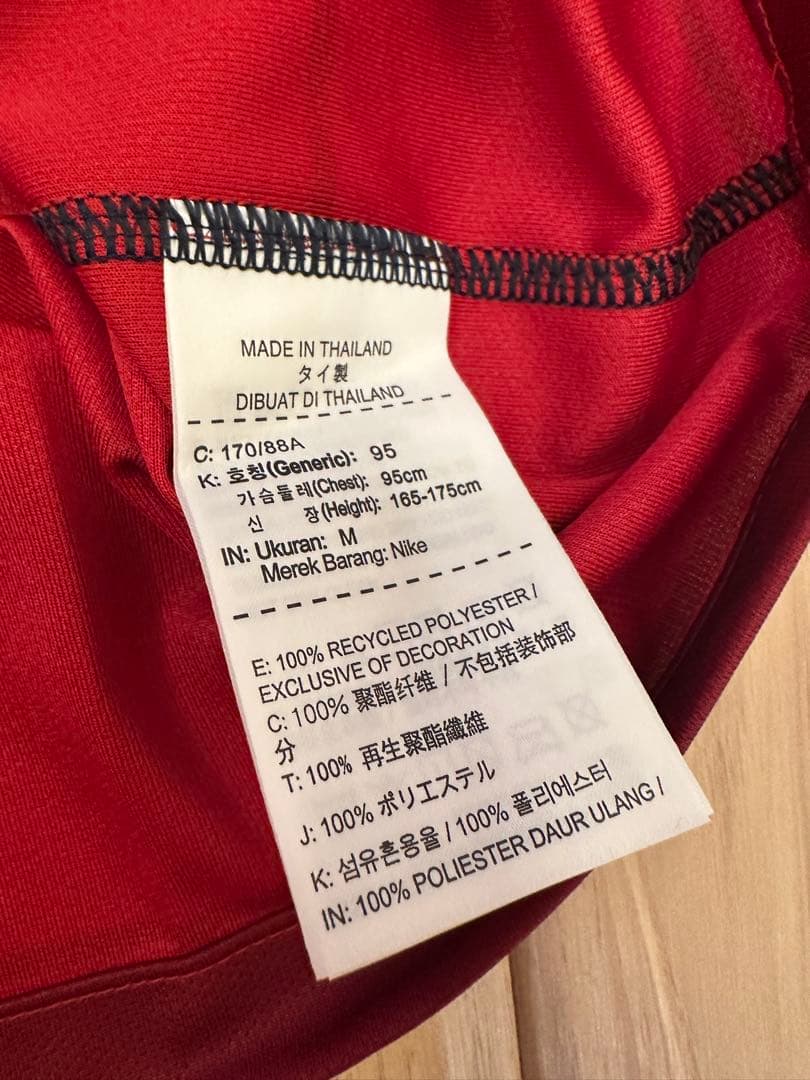 MADE IN THAILAND
タイ製
DIBUAT DI THAILAND
C: 170/88A
K: 호칭(Generic): 95
가슴둘레(Chest): 95cm
신 장(Height): 165-175cm
IN: Ukuran: M
Merek Barang: Nike
E: 100% RECYCLED POLYESTER /
EXCLUSIVE OF DECORATION
C: 100% 聚酯纤维 / 不包括装饰部
分
T: 100% 再生聚酯纖維
J: 100% ポリエステル
K: 섬유혼용율 / 100% 폴리에스터
IN: 100% POLIESTER DAUR ULANG /